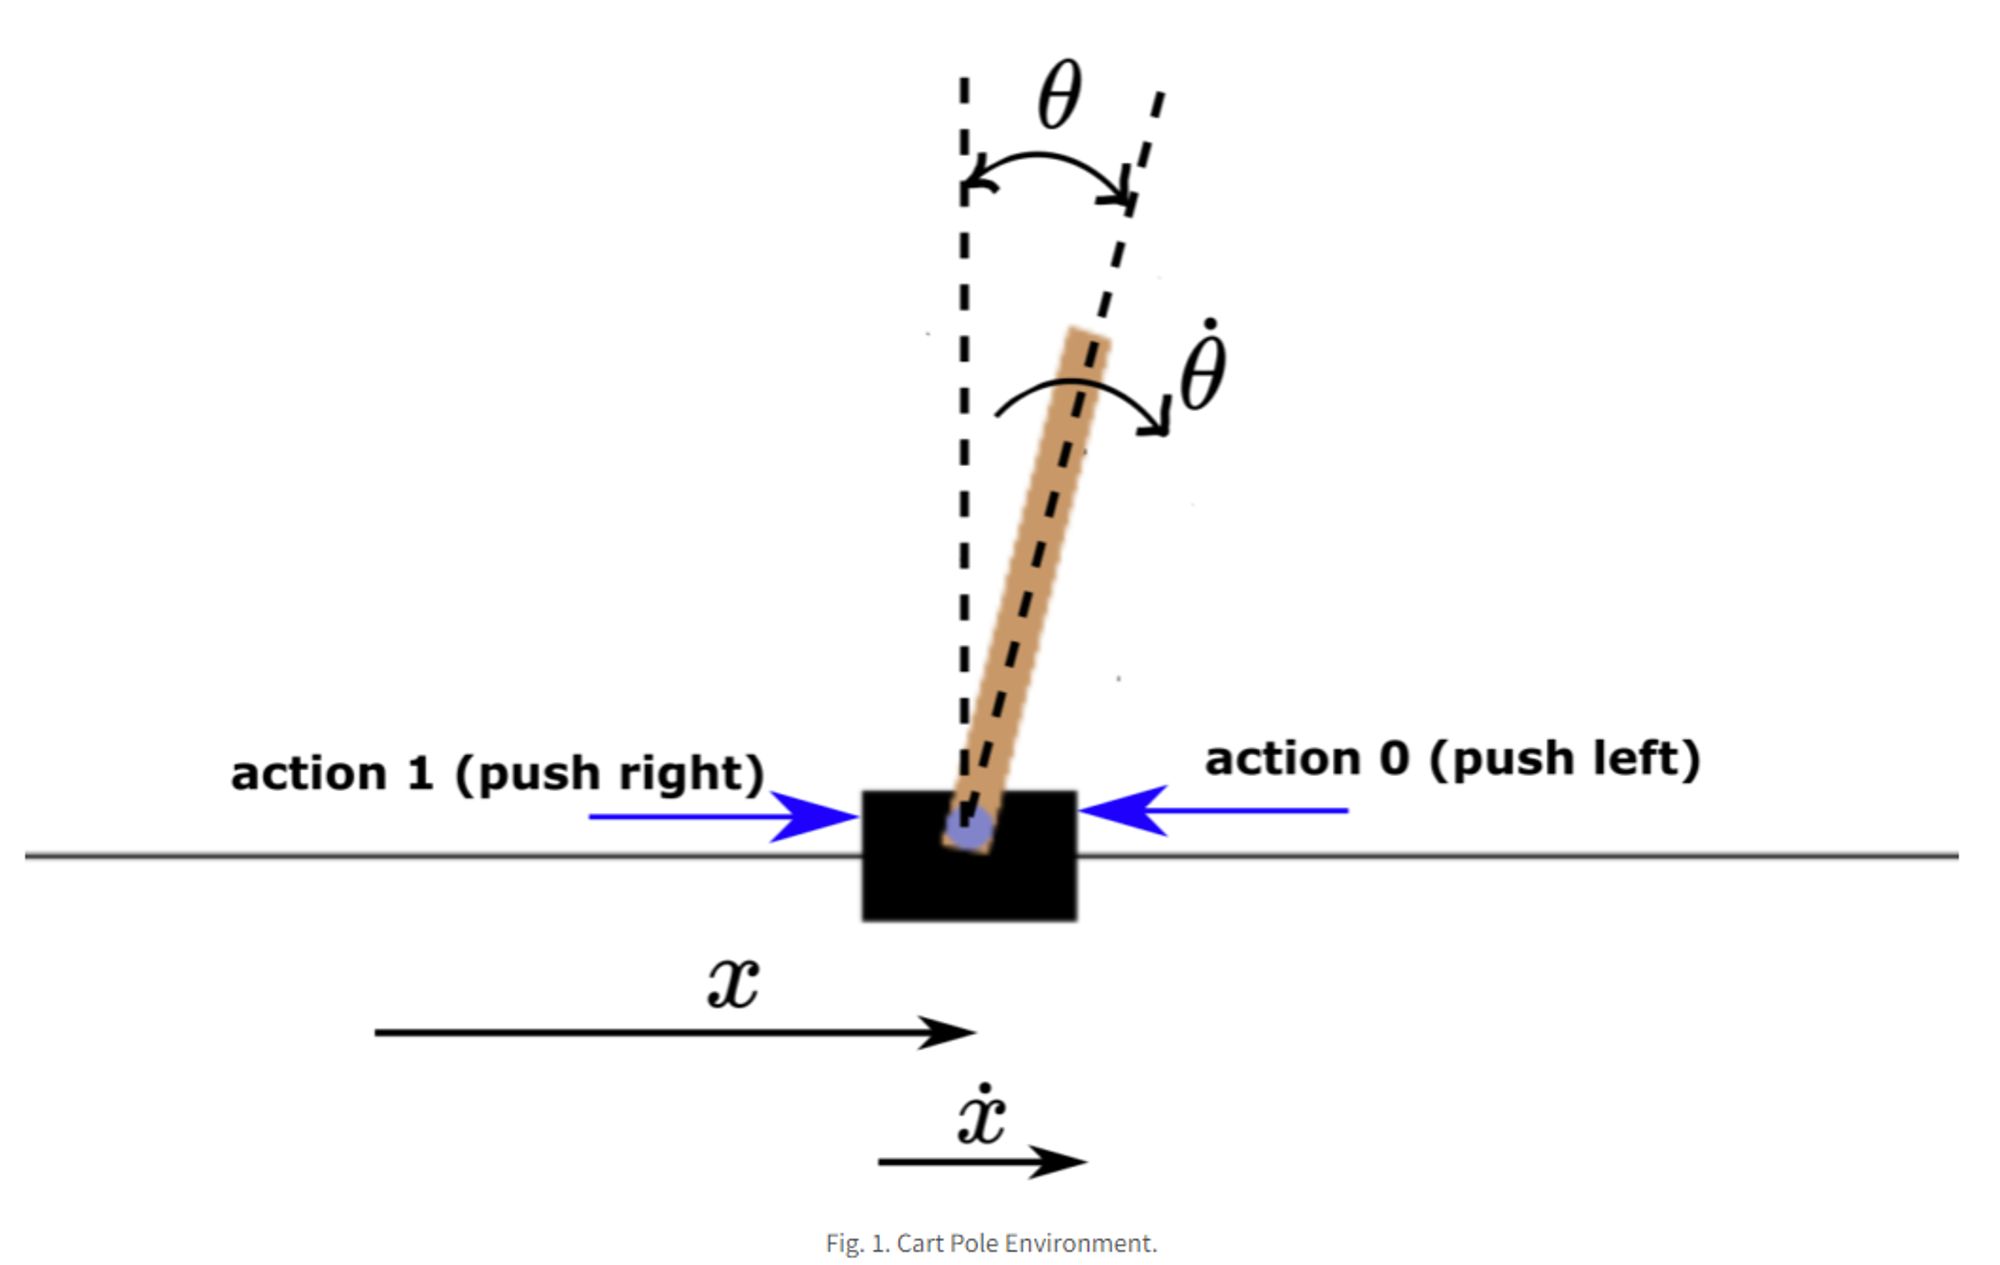 θ
θ̇
action 1 (push right)
action 0 (push left)
x
ẋ
Fig. 1. Cart Pole Environment.